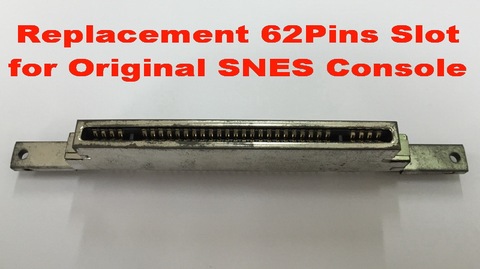 Replacement 62Pins Slot
for Original SNES Console